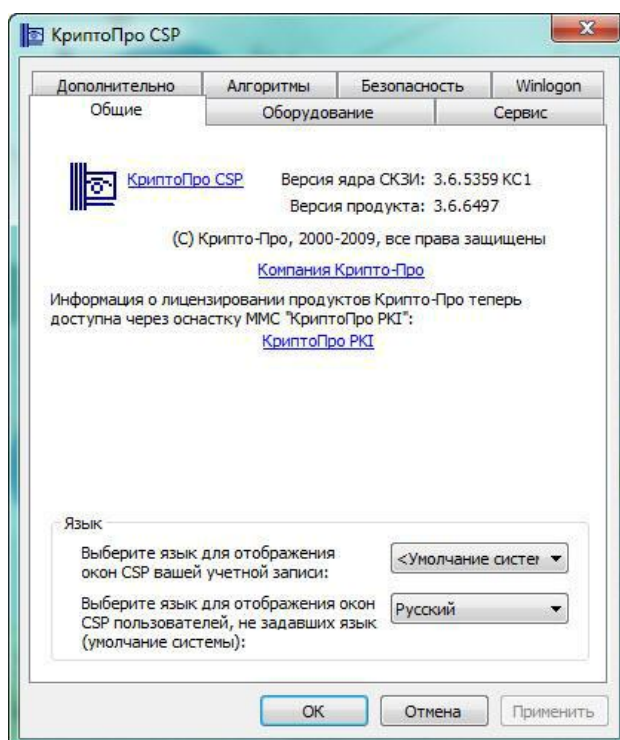 КриптоПро CSP
Дополнительно Алгоритмы Безопасность Winlogon
Общие Оборудование Сервис
КриптоПро CSP Версия ядра СКЗИ: 3.6.5359 КС1
Версия продукта: 3.6.6497
(C) Крипто-Про, 2000-2009, все права защищены
Компания Крипто-Про
Информация о лицензировании продуктов Крипто-Про теперь
доступна через оснастку MMC "КриптоПро PKI":
КриптоПро PKI
Язык
Выберите язык для отображения
окон CSP вашей учетной записи:
<Умолчание систег
Выберите язык для отображения окон
CSP пользователей, не задавших язык
(умолчание системы):
Русский
ОК Отмена Применить